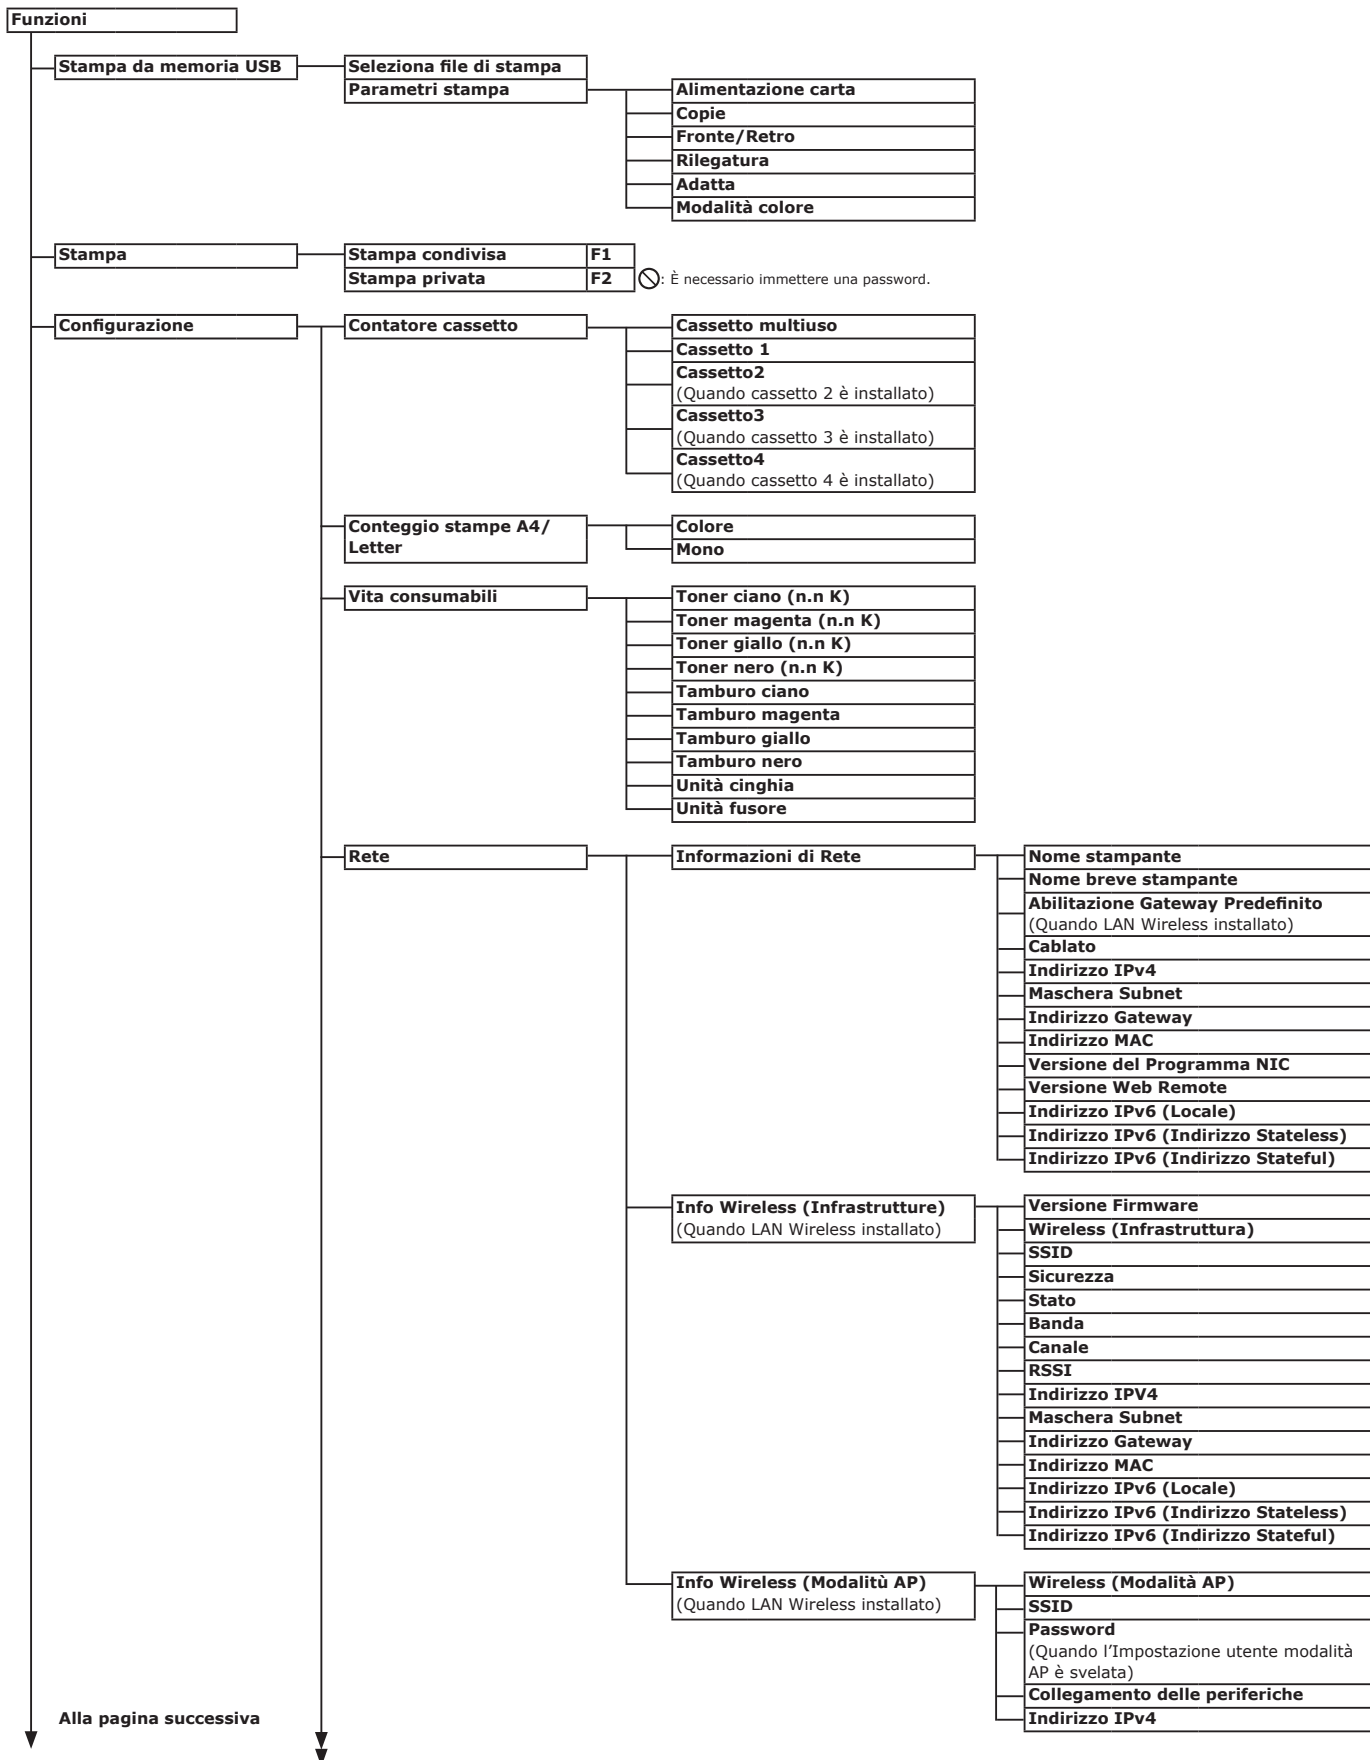 Funzioni
Stampa da memoria USB
Seleziona file di stampa
Parametri stampa
Alimentazione carta
Copie
Fronte/Retro
Rilegatura
Adatta
Modalità colore
Stampa
Stampa condivisa F1
Stampa privata F2 : È necessario immettere una password.
Configurazione
Contatore cassetto
Cassetto multiuso
Cassetto 1
Cassetto2
(Quando cassetto 2 è installato)
Cassetto3
(Quando cassetto 3 è installato)
Cassetto4
(Quando cassetto 4 è installato)
Conteggio stampe A4/
Letter
Colore
Mono
Vita consumabili
Toner ciano (n.n K)
Toner magenta (n.n K)
Toner giallo (n.n K)
Toner nero (n.n K)
Tamburo ciano
Tamburo magenta
Tamburo giallo
Tamburo nero
Unità cinghia
Unità fusore
Rete
Informazioni di Rete
Nome stampante
Nome breve stampante
Abilitazione Gateway Predefinito
(Quando LAN Wireless installato)
Cablato
Indirizzo IPv4
Maschera Subnet
Indirizzo Gateway
Indirizzo MAC
Versione del Programma NIC
Versione Web Remote
Indirizzo IPv6 (Locale)
Indirizzo IPv6 (Indirizzo Stateless)
Indirizzo IPv6 (Indirizzo Stateful)
Info Wireless (Infrastrutture)
(Quando LAN Wireless installato)
Versione Firmware
Wireless (Infrastruttura)
SSID
Sicurezza
Stato
Banda
Canale
RSSI
Indirizzo IPV4
Maschera Subnet
Indirizzo Gateway
Indirizzo MAC
Indirizzo IPv6 (Locale)
Indirizzo IPv6 (Indirizzo Stateless)
Indirizzo IPv6 (Indirizzo Stateful)
Info Wireless (Modalitù AP)
(Quando LAN Wireless installato)
Wireless (Modalità AP)
SSID
Password
(Quando l'Impostazione utente modalità
AP è svelata)
Collegamento delle periferiche
Indirizzo IPv4
Alla pagina successiva